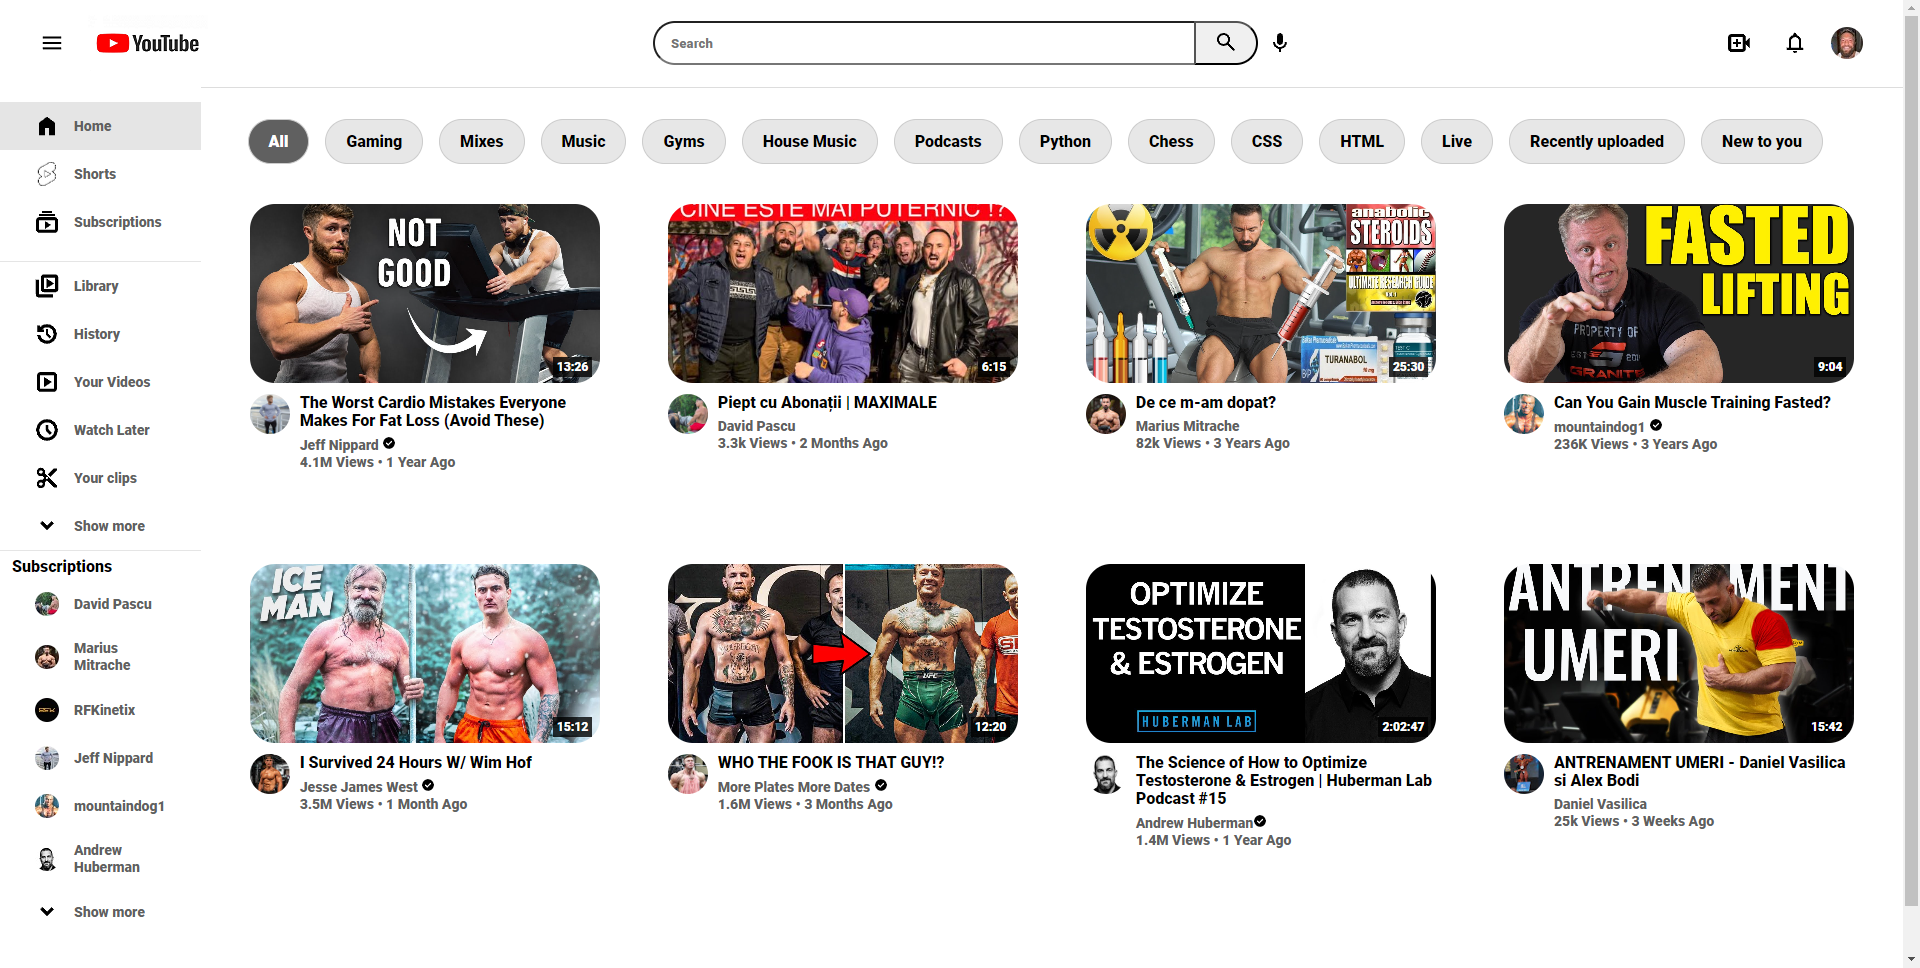 YouTube
Search
Home
Shorts
Subscriptions
Library
History
Your Videos
Watch Later
Your clips
Show more
Subscriptions
David Pascu
Marius
Mitrache
RFKinetix
Jeff Nippard
mountaindog1
Andrew
Huberman
Show more
All
Gaming
Mixes
Music
Gyms
House Music
Podcasts
Python
Chess
CSS
HTML
Live
Recently uploaded
New to you
NOT
GOOD
13:26
The Worst Cardio Mistakes Everyone
Makes For Fat Loss (Avoid These)
Jeff Nippard
4.1M Views • 1 Year Ago
CINE ESTE MAI PUTERNIC !?
6:15
Piept cu Abonații | MAXIMALE
David Pascu
3.3k Views • 2 Months Ago
anabolic
STEROIDS
ULTIMATE RESEARCH GUIDE
TURANABOL
25:30
De ce m-am dopat?
Marius Mitrache
82k Views • 3 Years Ago
FASTED
LIFTING
PROPERTY OF
GRANITE
9:04
Can You Gain Muscle Training Fasted?
mountaindog1
236K Views • 3 Years Ago
ICE
MAN
15:12
I Survived 24 Hours W/ Wim Hof
Jesse James West
3.5M Views • 1 Month Ago
UFC
12:20
WHO THE FOOK IS THAT GUY!?
More Plates More Dates
1.6M Views • 3 Months Ago
OPTIMIZE
TESTOSTERONE
& ESTROGEN
HUBERMAN LAB
2:02:47
The Science of How to Optimize
Testosterone & Estrogen | Huberman Lab
Podcast #15
Andrew Huberman
1.4M Views • 1 Year Ago
ANTRENAMENT
UMERI
15:42
ANTRENAMENT UMERI - Daniel Vasilica
si Alex Bodi
Daniel Vasilica
25k Views • 3 Weeks Ago